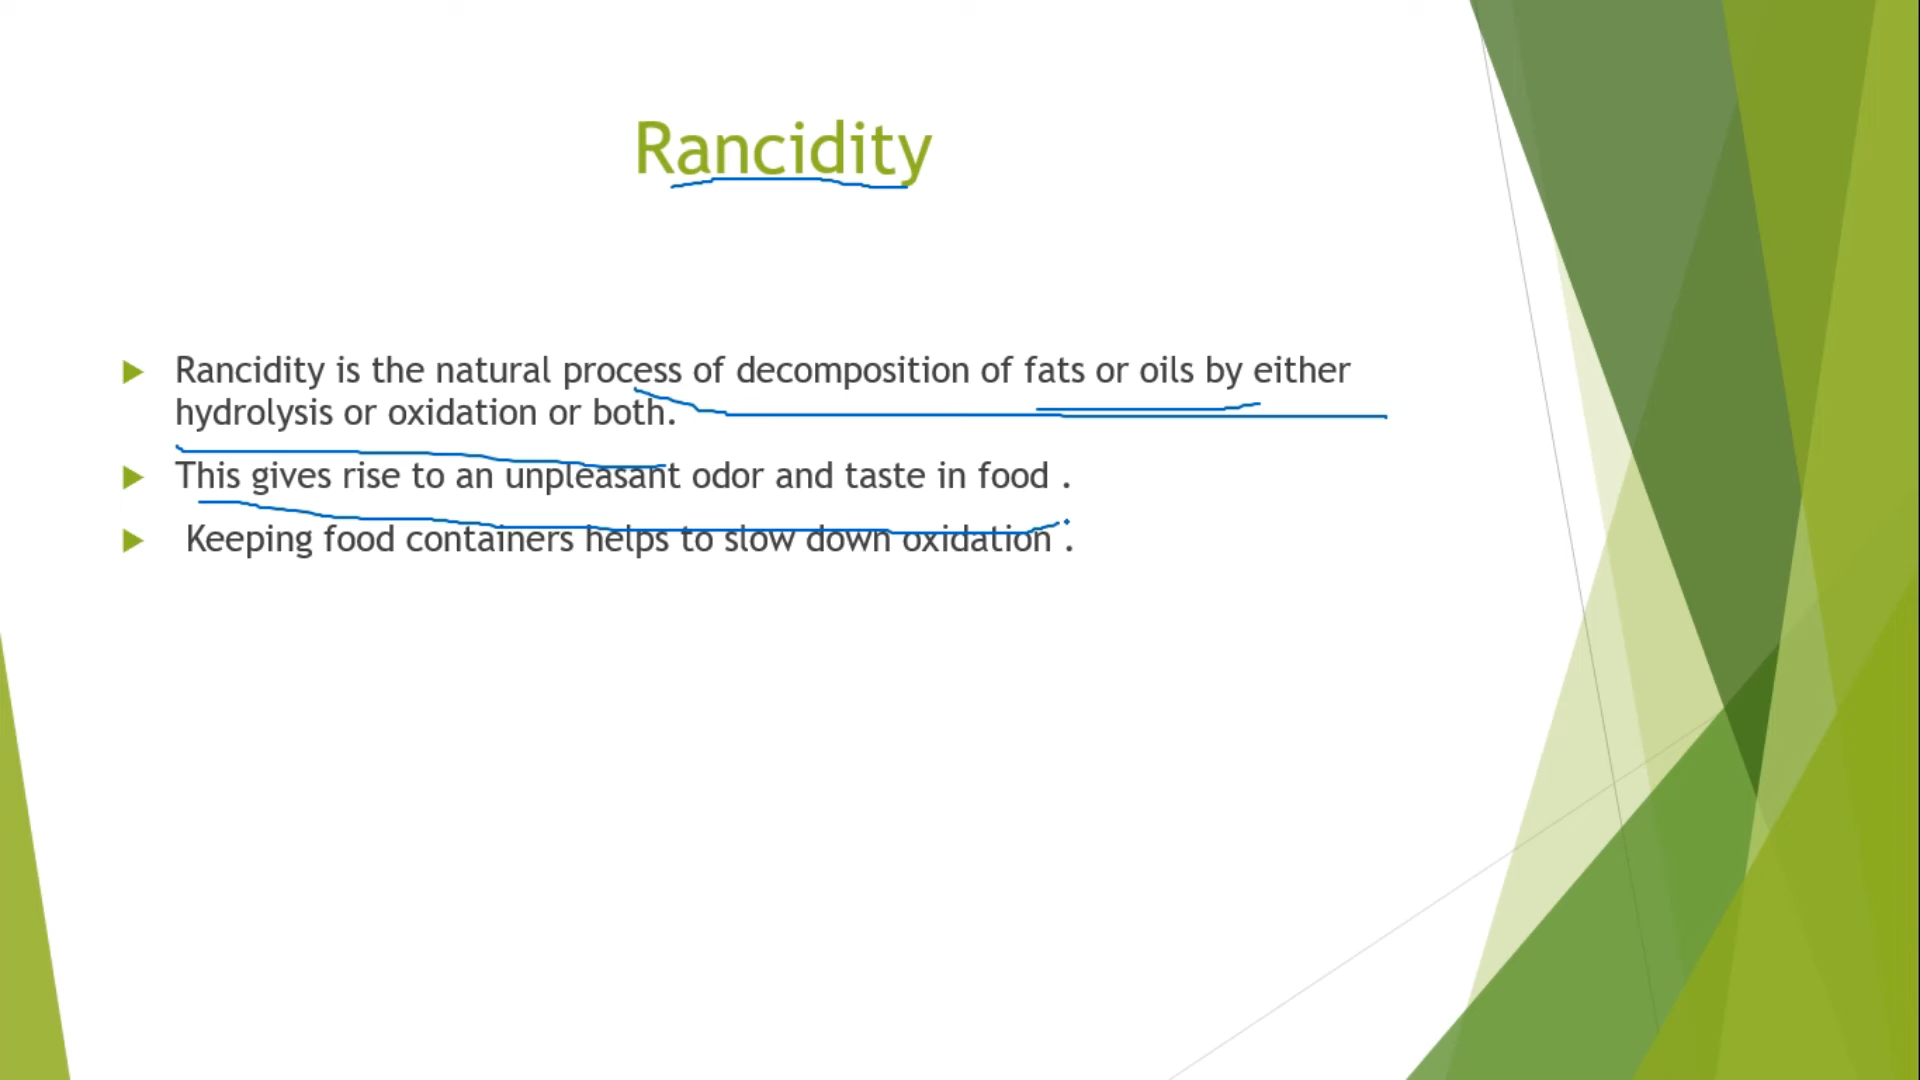 Rancidity
Rancidity is the natural process of decomposition of fats or oils by either
hydrolysis or oxidation or both.
This gives rise to an unpleasant odor and taste in food .
Keeping food containers helps to slow down oxidation .